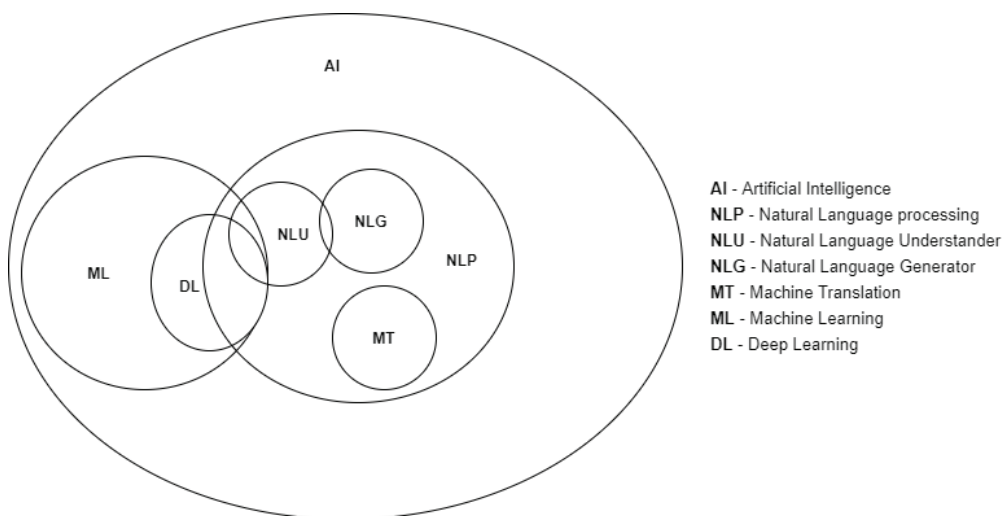 AI
NLU
NLG
NLP
ML
DL
MT
AI - Artificial Intelligence
NLP - Natural Language processing
NLU - Natural Language Understander
NLG - Natural Language Generator
MT - Machine Translation
ML - Machine Learning
DL - Deep Learning